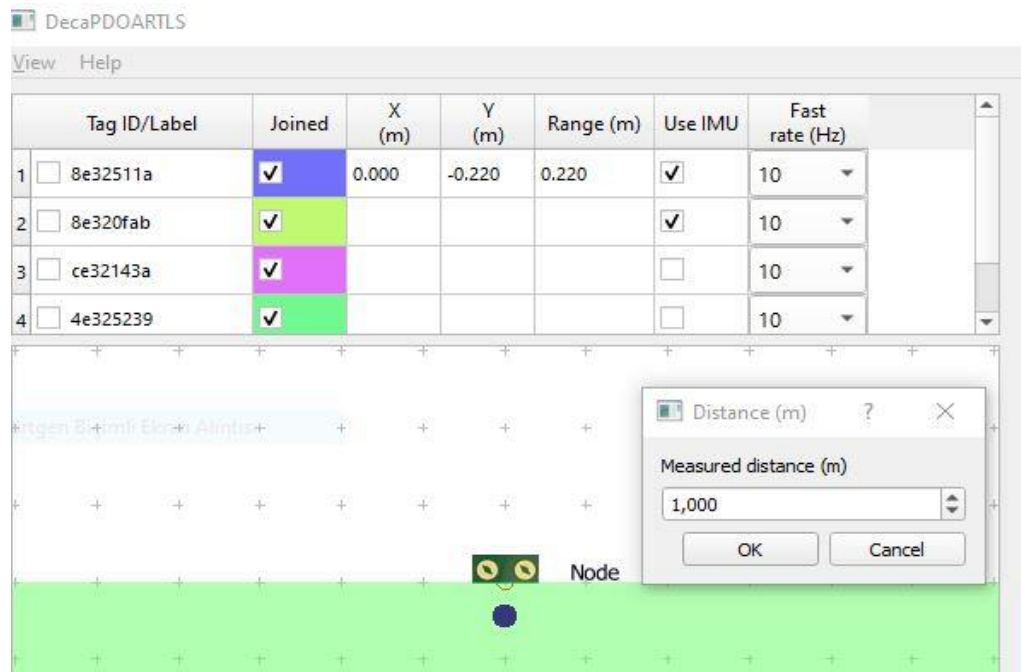 DecaPDOARTLS
View Help
Tag ID/Label Joined X (m) Y (m) Range (m) Use IMU Fast rate (Hz)
1 8e32511a 0.000 -0.220 0.220 10
2 8e320fab 10
3 ce32143a 10
4 4e325239 10
Distance (m) ?
Measured distance (m)
1,000
OK Cancel
Node